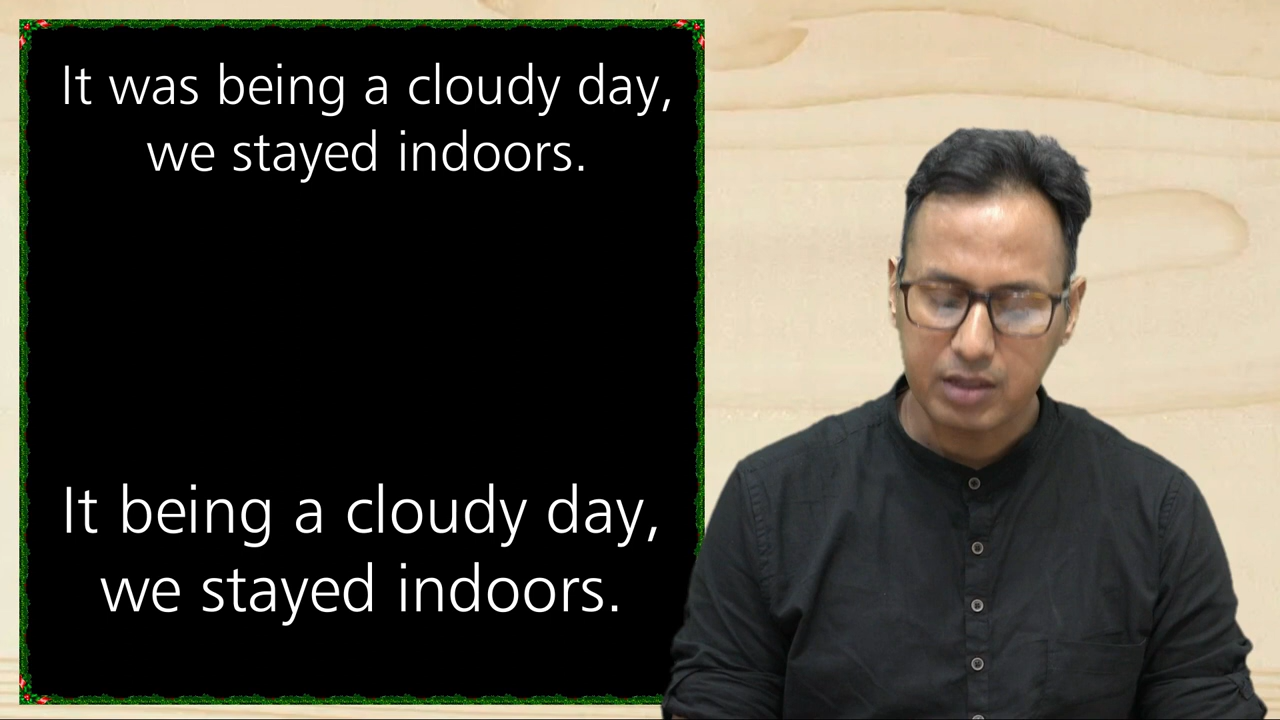 It was being a cloudy day,
we stayed indoors.
It being a cloudy day,
we stayed indoors.